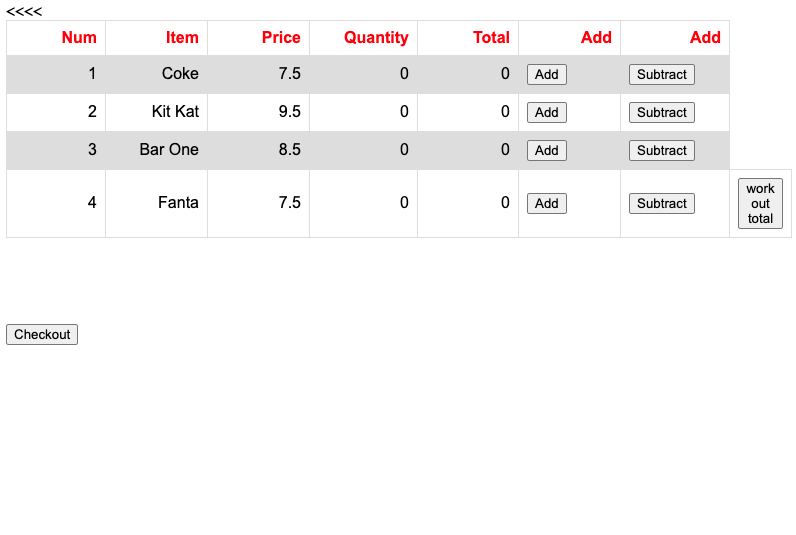 <<<<
Num Item Price Quantity Total Add Add
1 Coke 7.5 0 0 Add Subtract
2 Kit Kat 9.5 0 0 Add Subtract
3 Bar One 8.5 0 0 Add Subtract
4 Fanta 7.5 0 0 Add Subtract
work
out
total
Checkout